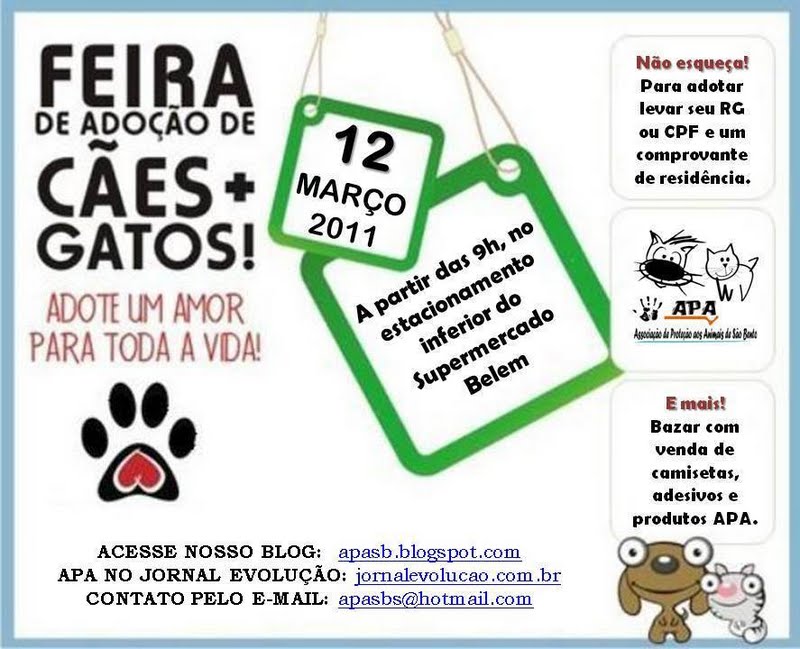 FEIRA
DE ADOÇÃO DE
CÃES+
GATOS!
ADOTE UM AMOR
PARA TODA A VIDA!
12
MARÇO
2011
A partir das 9h, no
estacionamento
inferior do
Supermercado
Belem
Não esqueça!
Para adotar
levar seu RG
ou CPF e um
comprovante
de residência.
APA
Associação de Proteção aos Animais de São Bento
E mais!
Bazar com
venda de
camisetas,
adesivos e
produtos APA.
ACESSE NOSSO BLOG: apasb.blogspot.com
APA NO JORNAL EVOLUÇÃO: jornalevolucao.com.br
CONTATO PELO E-MAIL: apasbs@hotmail.com